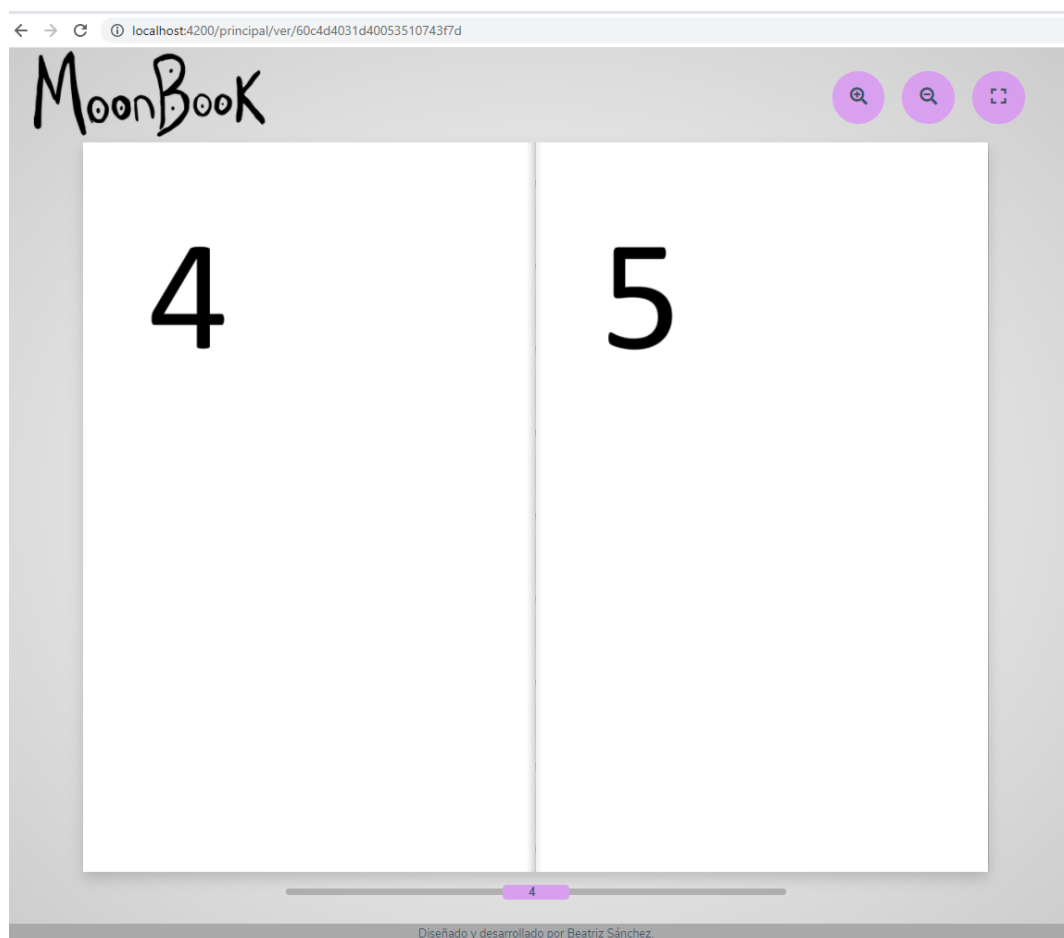 localhost:4200/principal/ver/60c4d4031d40053510743f7d
MoonBook
4 5
4
Diseñado y desarrollado por Beatriz Sánchez.